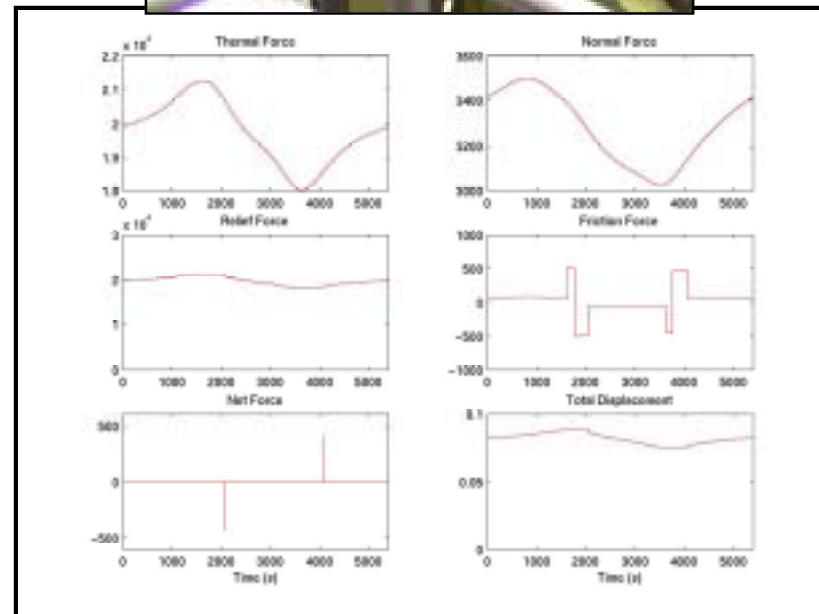 Thermal Force
Normal Force
x 10^4
2.2
2.1
2
1.9
1.8
0 1000 2000 3000 4000 5000
3600
3400
3200
3000
0 1000 2000 3000 4000 5000
Relief Force
Friction Force
x 10^4
3
2
1
0
0 1000 2000 3000 4000 5000
1000
500
0
-500
-1000
0 1000 2000 3000 4000 5000
Net Force
Total Displacement
500
0
-500
0 1000 2000 3000 4000 5000
Time (s)
0.1
0.05
0
0 1000 2000 3000 4000 5000
Time (s)